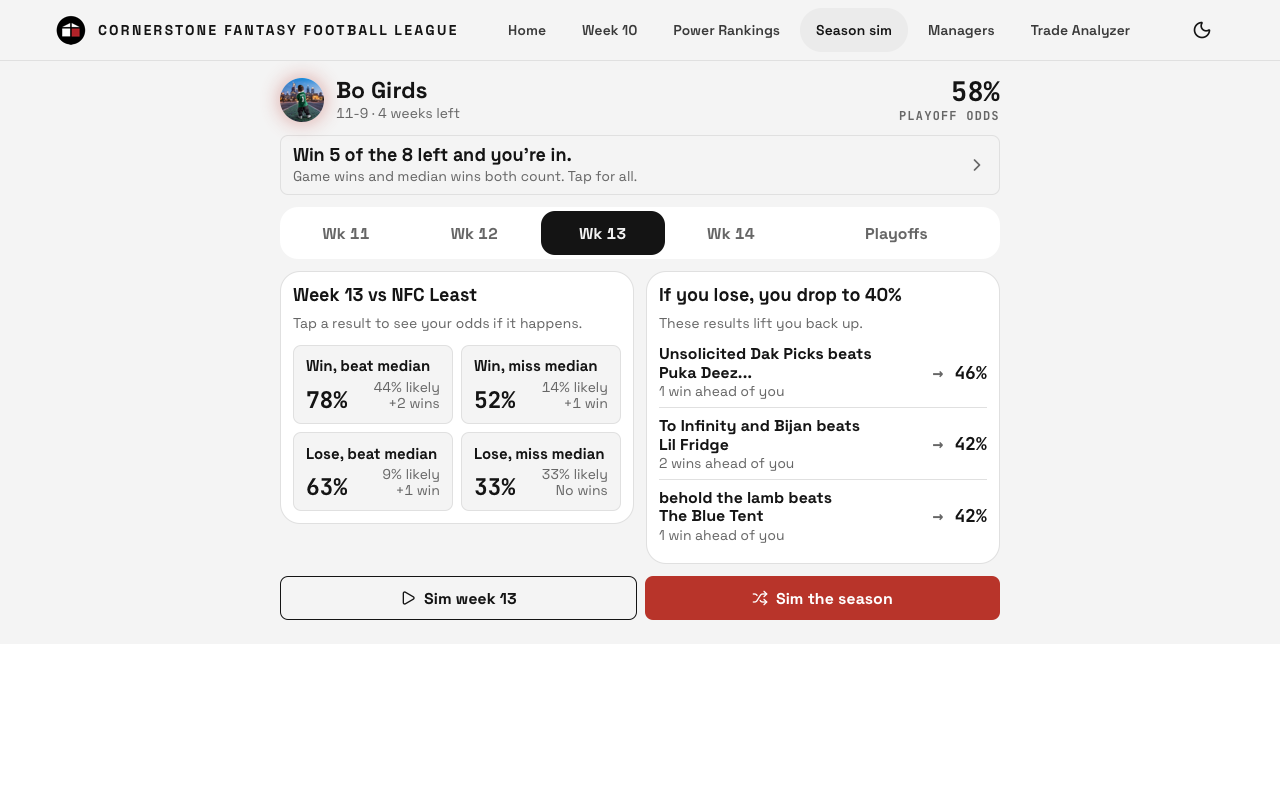 CORNERSTONE FANTASY FOOTBALL LEAGUE
Home
Week 10
Power Rankings
Season sim
Managers
Trade Analyzer
Bo Girds
11-9 · 4 weeks left
58%
PLAYOFF ODDS
Win 5 of the 8 left and you're in.
Game wins and median wins both count. Tap for all.
Wk 11
Wk 12
Wk 13
Wk 14
Playoffs
Week 13 vs NFC Least
Tap a result to see your odds if it happens.
Win, beat median
78%
44% likely
+2 wins
Win, miss median
52%
14% likely
+1 win
Lose, beat median
63%
9% likely
+1 win
Lose, miss median
33%
33% likely
No wins
If you lose, you drop to 40%
These results lift you back up.
Unsolicited Dak Picks beats
Puka Deez...
1 win ahead of you
→ 46%
To Infinity and Bijan beats
Lil Fridge
2 wins ahead of you
→ 42%
behold the lamb beats
The Blue Tent
1 win ahead of you
→ 42%
Sim week 13
Sim the season